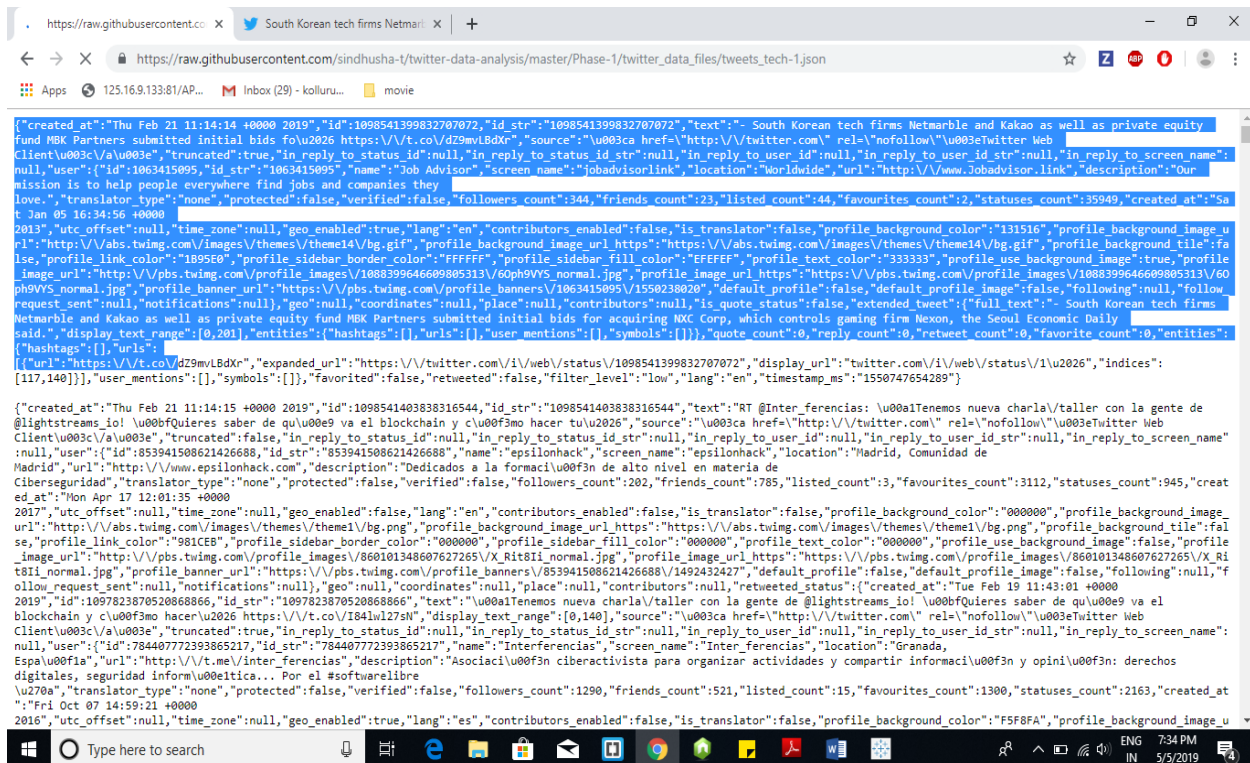 https://raw.githubusercontent.co
South Korean tech firms Netmarb
https://raw.githubusercontent.com/sindhusha-t/twitter-data-analysis/master/Phase-1/twitter_data_files/tweets_tech-1.json
Z
ABP
Apps
125.16.9.133:81/AP...
Inbox (29) - kolluru...
movie
{"created_at":"Thu Feb 21 11:14:14 +0000 2019","id":1098541399832707072,"id_str":"1098541399832707072","text":"- South Korean tech firms Netmarble and Kakao as well as private equity
fund MBK Partners submitted initial bids fo\u2026 https:\/\/t.co\/dZ9mvLBdXr","source":"\u003ca href=\"http:\/\/twitter.com\" rel=\"nofollow\"\u003eTwitter Web
Client\u003c\/a\u003e","truncated":true,"in_reply_to_status_id":null,"in_reply_to_status_id_str":null,"in_reply_to_user_id":null,"in_reply_to_user_id_str":null,"in_reply_to_screen_name":
null,"user":{"id":1063415095,"id_str":"1063415095","name":"Job Advisor","screen_name":"jobadvisorlink","location":"Worldwide","url":"http:\/\/www.Jobadvisor.link","description":"Our
mission is to help people everywhere find jobs and companies they
love.","translator_type":"none","protected":false,"verified":false,"followers_count":344,"friends_count":23,"listed_count":44,"favourites_count":2,"statuses_count":35949,"created_at":"Sa
t Jan 05 16:34:56 +0000
2013","utc_offset":null,"time_zone":null,"geo_enabled":true,"lang":"en","contributors_enabled":false,"is_translator":false,"profile_background_color":"131516","profile_background_image_u
rl":"http:\/\/abs.twimg.com\/images\/themes\/theme14\/bg.gif","profile_background_image_url_https":"https:\/\/abs.twimg.com\/images\/themes\/theme14\/bg.gif","profile_background_tile":fa
lse,"profile_link_color":"1B95E0","profile_sidebar_border_color":"FFFFFF","profile_sidebar_fill_color":"EFEFEF","profile_text_color":"333333","profile_use_background_image":true,"profile
_image_url":"http:\/\/pbs.twimg.com\/profile_images\/1088399646609805313\/6Oph9VYS_normal.jpg","profile_image_url_https":"https:\/\/pbs.twimg.com\/profile_images\/1088399646609805313\/6O
ph9VYS_normal.jpg","profile_banner_url":"https:\/\/pbs.twimg.com\/profile_banners\/1063415095\/1550238020","default_profile":false,"default_profile_image":false,"following":null,"follow_
request_sent":null,"notifications":null},"geo":null,"coordinates":null,"place":null,"contributors":null,"is_quote_status":false,"extended_tweet":{"full_text":"- South Korean tech firms
Netmarble and Kakao as well as private equity fund MBK Partners submitted initial bids for acquiring NXC Corp, which controls gaming firm Nexon, the Seoul Economic Daily
said.","display_text_range":[0,201],"entities":{"hashtags":[],"urls":[],"user_mentions":[],"symbols":[]}},"quote_count":0,"reply_count":0,"retweet_count":0,"favorite_count":0,"entities":
{"hashtags":[],"urls":
[{"url":"https:\/\/t.co\/dZ9mvLBdXr","expanded_url":"https:\/\/twitter.com\/i\/web\/status\/1098541399832707072","display_url":"twitter.com\/i\/web\/status\/1\u2026","indices":
[117,140]}],"user_mentions":[],"symbols":[]},"favorited":false,"retweeted":false,"filter_level":"low","lang":"en","timestamp_ms":"1550747654289"}
{"created_at":"Thu Feb 21 11:14:15 +0000 2019","id":1098541403838316544,"id_str":"1098541403838316544","text":"RT @Inter_ferencias: \u00a1Tenemos nueva charla\/taller con la gente de
@lightstreams_io! \u00bfQuieres saber de qu\u00e9 va el blockchain y c\u00f3mo hacer tu\u2026","source":"\u003ca href=\"http:\/\/twitter.com\" rel=\"nofollow\"\u003eTwitter Web
Client\u003c\/a\u003e","truncated":false,"in_reply_to_status_id":null,"in_reply_to_status_id_str":null,"in_reply_to_user_id":null,"in_reply_to_user_id_str":null,"in_reply_to_screen_name"
:null,"user":{"id":853941508621426688,"id_str":"853941508621426688","name":"epsilonhack","screen_name":"epsilonhack","location":"Madrid, Comunidad de
Madrid","url":"http:\/\/www.epsilonhack.com","description":"Dedicados a la formaci\u00f3n de alto nivel en materia de
Ciberseguridad","translator_type":"none","protected":false,"verified":false,"followers_count":202,"friends_count":785,"listed_count":3,"favourites_count":3112,"statuses_count":945,"creat
ed_at":"Mon Apr 17 12:01:35 +0000
2017","utc_offset":null,"time_zone":null,"geo_enabled":false,"lang":"en","contributors_enabled":false,"is_translator":false,"profile_background_color":"000000","profile_background_image_
url":"http:\/\/abs.twimg.com\/images\/themes\/theme1\/bg.png","profile_background_image_url_https":"https:\/\/abs.twimg.com\/images\/themes\/theme1\/bg.png","profile_background_tile":fal
se,"profile_link_color":"981CEB","profile_sidebar_border_color":"000000","profile_sidebar_fill_color":"000000","profile_text_color":"000000","profile_use_background_image":false,"profile
_image_url":"http:\/\/pbs.twimg.com\/profile_images\/860101348607627265\/X_Rit8Ii_normal.jpg","profile_image_url_https":"https:\/\/pbs.twimg.com\/profile_images\/860101348607627265\/X_Ri
t8Ii_normal.jpg","profile_banner_url":"https:\/\/pbs.twimg.com\/profile_banners\/853941508621426688\/1492432427","default_profile":false,"default_profile_image":false,"following":null,"f
ollow_request_sent":null,"notifications":null},"geo":null,"coordinates":null,"place":null,"contributors":null,"retweeted_status":{"created_at":"Tue Feb 19 11:43:01 +0000
2019","id":1097823870520868866,"id_str":"1097823870520868866","text":"\u00a1Tenemos nueva charla\/taller con la gente de @lightstreams_io! \u00bfQuieres saber de qu\u00e9 va el
blockchain y c\u00f3mo hacer\u2026 https:\/\/t.co\/I84lwl27sN","display_text_range":[0,140],"source":"\u003ca href=\"http:\/\/twitter.com\" rel=\"nofollow\"\u003eTwitter Web
Client\u003c\/a\u003e","truncated":true,"in_reply_to_status_id":null,"in_reply_to_status_id_str":null,"in_reply_to_user_id":null,"in_reply_to_user_id_str":null,"in_reply_to_screen_name":
null,"user":{"id":784407772393865217,"id_str":"784407772393865217","name":"Interferencias","screen_name":"Inter_ferencias","location":"Granada,
Espa\u00f1a","url":"http:\/\/t.me\/inter_ferencias","description":"Asociaci\u00f3n ciberactivista para organizar actividades y compartir informaci\u00f3n y opini\u00f3n: derechos
digitales, seguridad inform\u00e1tica... Por el #softwarelibre
\u270a","translator_type":"none","protected":false,"verified":false,"followers_count":1290,"friends_count":521,"listed_count":15,"favourites_count":1300,"statuses_count":2163,"created_at
":"Fri Oct 07 14:59:21 +0000
2016","utc_offset":null,"time_zone":null,"geo_enabled":true,"lang":"es","contributors_enabled":false,"is_translator":false,"profile_background_color":"F5F8FA","profile_background_image_u
Type here to search
ENG
IN
7:34 PM
5/5/2019
4